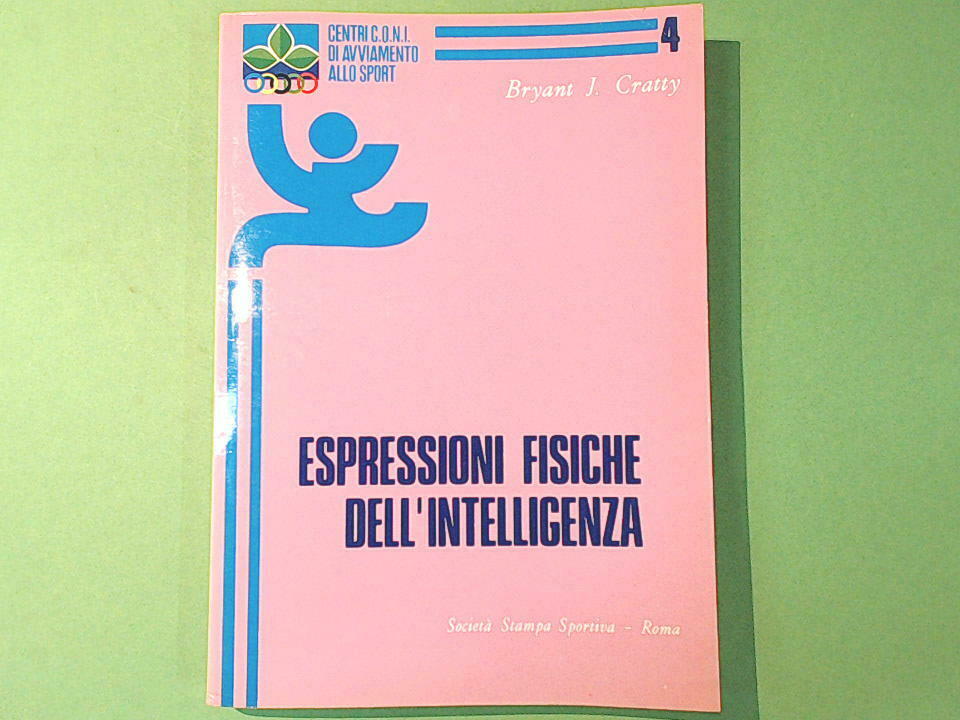 CENTRI C.O.N.I.
DI AVVIAMENTO
ALLO SPORT
4
Bryant J. Cratty
ESPRESSIONI FISICHE
DELL'INTELLIGENZA
Società Stampa Sportiva - Roma